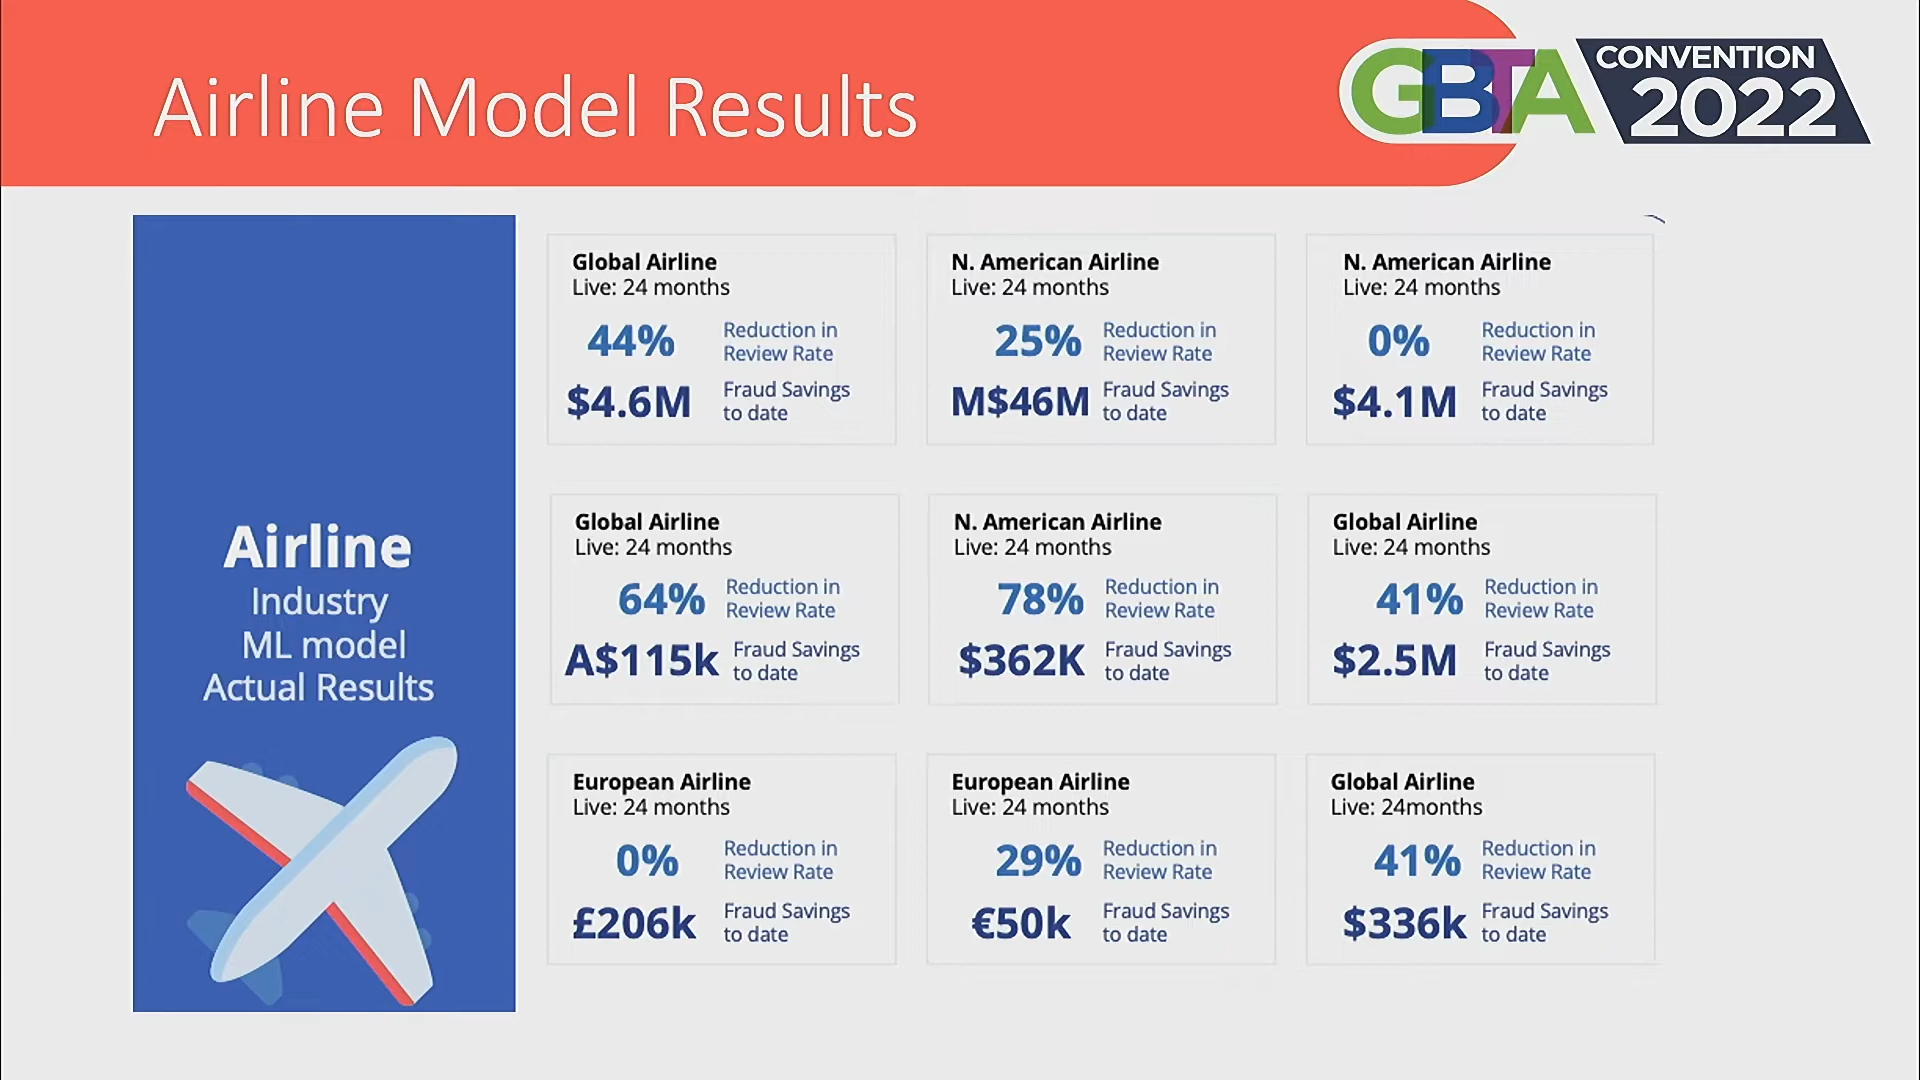 Airline Model Results
GBTA
CONVENTION
2022
Airline
Industry
ML model
Actual Results
Global Airline
Live: 24 months
44% Reduction in
Review Rate
$4.6M Fraud Savings
to date
N. American Airline
Live: 24 months
25% Reduction in
Review Rate
M$46M Fraud Savings
to date
N. American Airline
Live: 24 months
0% Reduction in
Review Rate
$4.1M Fraud Savings
to date
Global Airline
Live: 24 months
64% Reduction in
Review Rate
A$115k Fraud Savings
to date
N. American Airline
Live: 24 months
78% Reduction in
Review Rate
$362K Fraud Savings
to date
Global Airline
Live: 24 months
41% Reduction in
Review Rate
$2.5M Fraud Savings
to date
European Airline
Live: 24 months
0% Reduction in
Review Rate
£206k Fraud Savings
to date
European Airline
Live: 24 months
29% Reduction in
Review Rate
€50k Fraud Savings
to date
Global Airline
Live: 24months
41% Reduction in
Review Rate
$336k Fraud Savings
to date